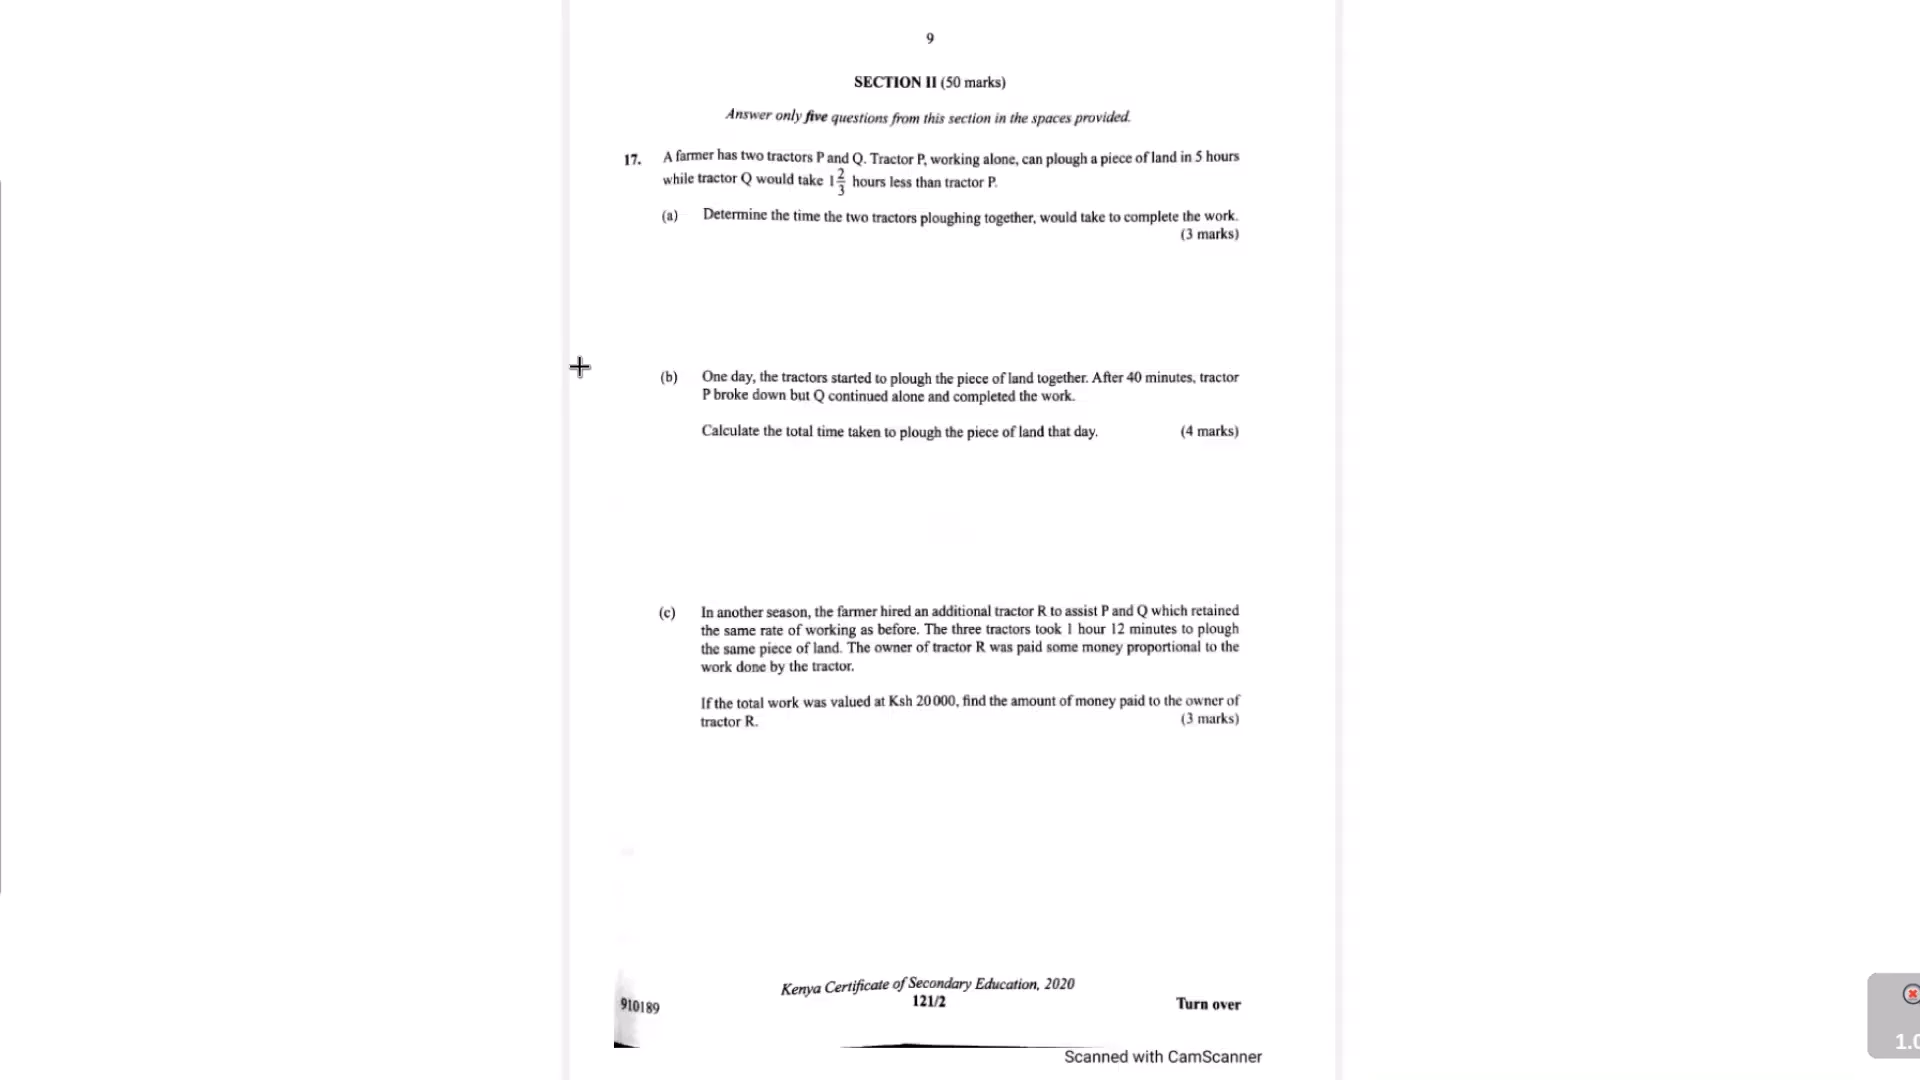 9
SECTION II (50 marks)
Answer only five questions from this section in the spaces provided.
17. A farmer has two tractors P and Q. Tractor P, working alone, can plough a piece of land in 5 hours
while tractor Q would take 1 2/3 hours less than tractor P.
(a) Determine the time the two tractors ploughing together, would take to complete the work.
(3 marks)
(b) One day, the tractors started to plough the piece of land together. After 40 minutes, tractor
P broke down but Q continued alone and completed the work.
Calculate the total time taken to plough the piece of land that day. (4 marks)
(c) In another season, the farmer hired an additional tractor R to assist P and Q which retained
the same rate of working as before. The three tractors took 1 hour 12 minutes to plough
the same piece of land. The owner of tractor R was paid some money proportional to the
work done by the tractor.
If the total work was valued at Ksh 20 000, find the amount of money paid to the owner of
tractor R. (3 marks)
Kenya Certificate of Secondary Education, 2020
910189 121/2 Turn over
Scanned with CamScanner